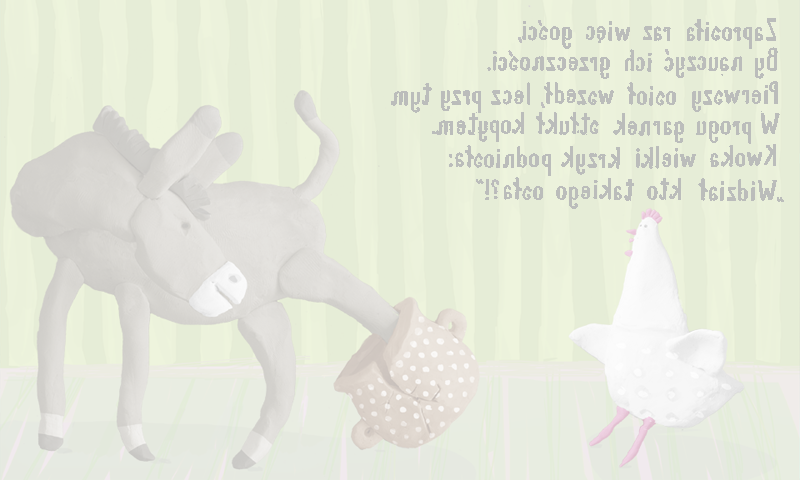 Zaprosiła raz więc gości,
By nauczyć ich grzeczności.
Pierwszy osioł wszedł, lecz przy tym
W progu garnek stłukł kopytem.
Kwoka wielki krzyk podniosła:
„Widział kto takiego osła?!"